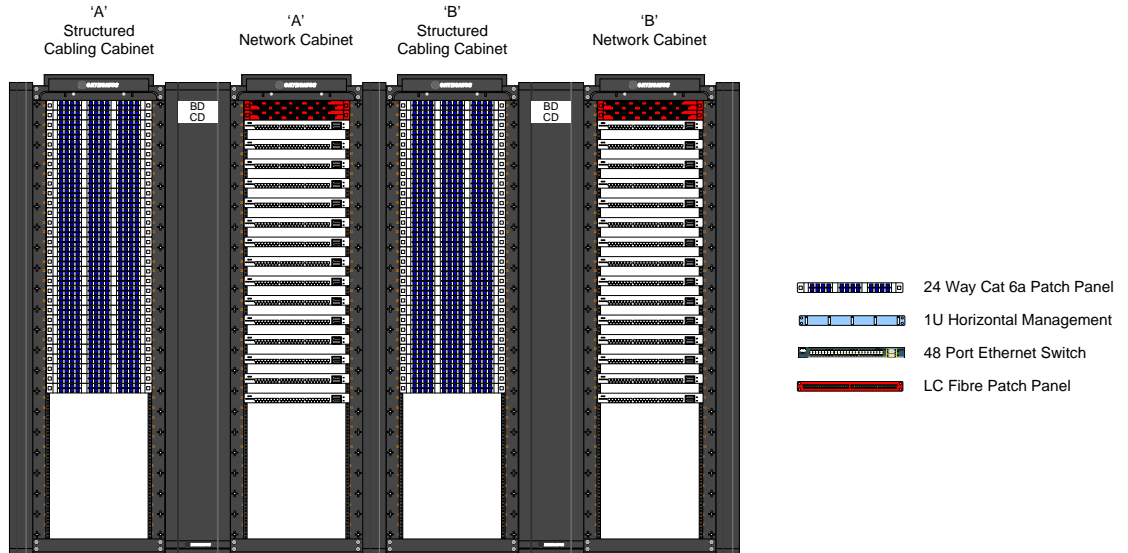 'A'
Structured
Cabling Cabinet
'A'
Network Cabinet
'B'
Structured
Cabling Cabinet
'B'
Network Cabinet
BD
CD
BD
CD
24 Way Cat 6a Patch Panel
1U Horizontal Management
48 Port Ethernet Switch
LC Fibre Patch Panel